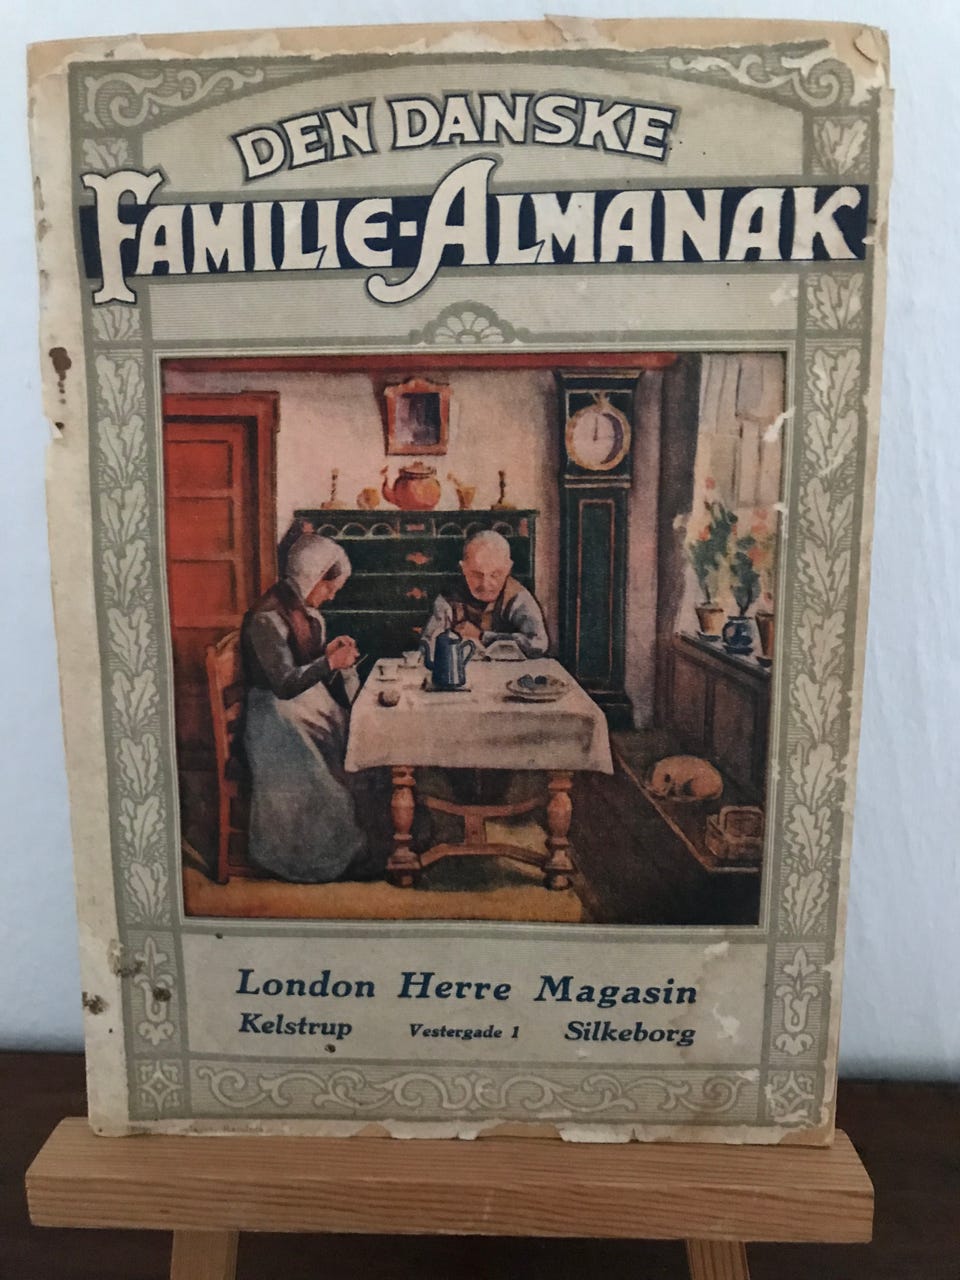 DEN DANSKE
FAMILIE-ALMANAK
London Herre Magasin
Kelstrup Vestergade 1 Silkeborg